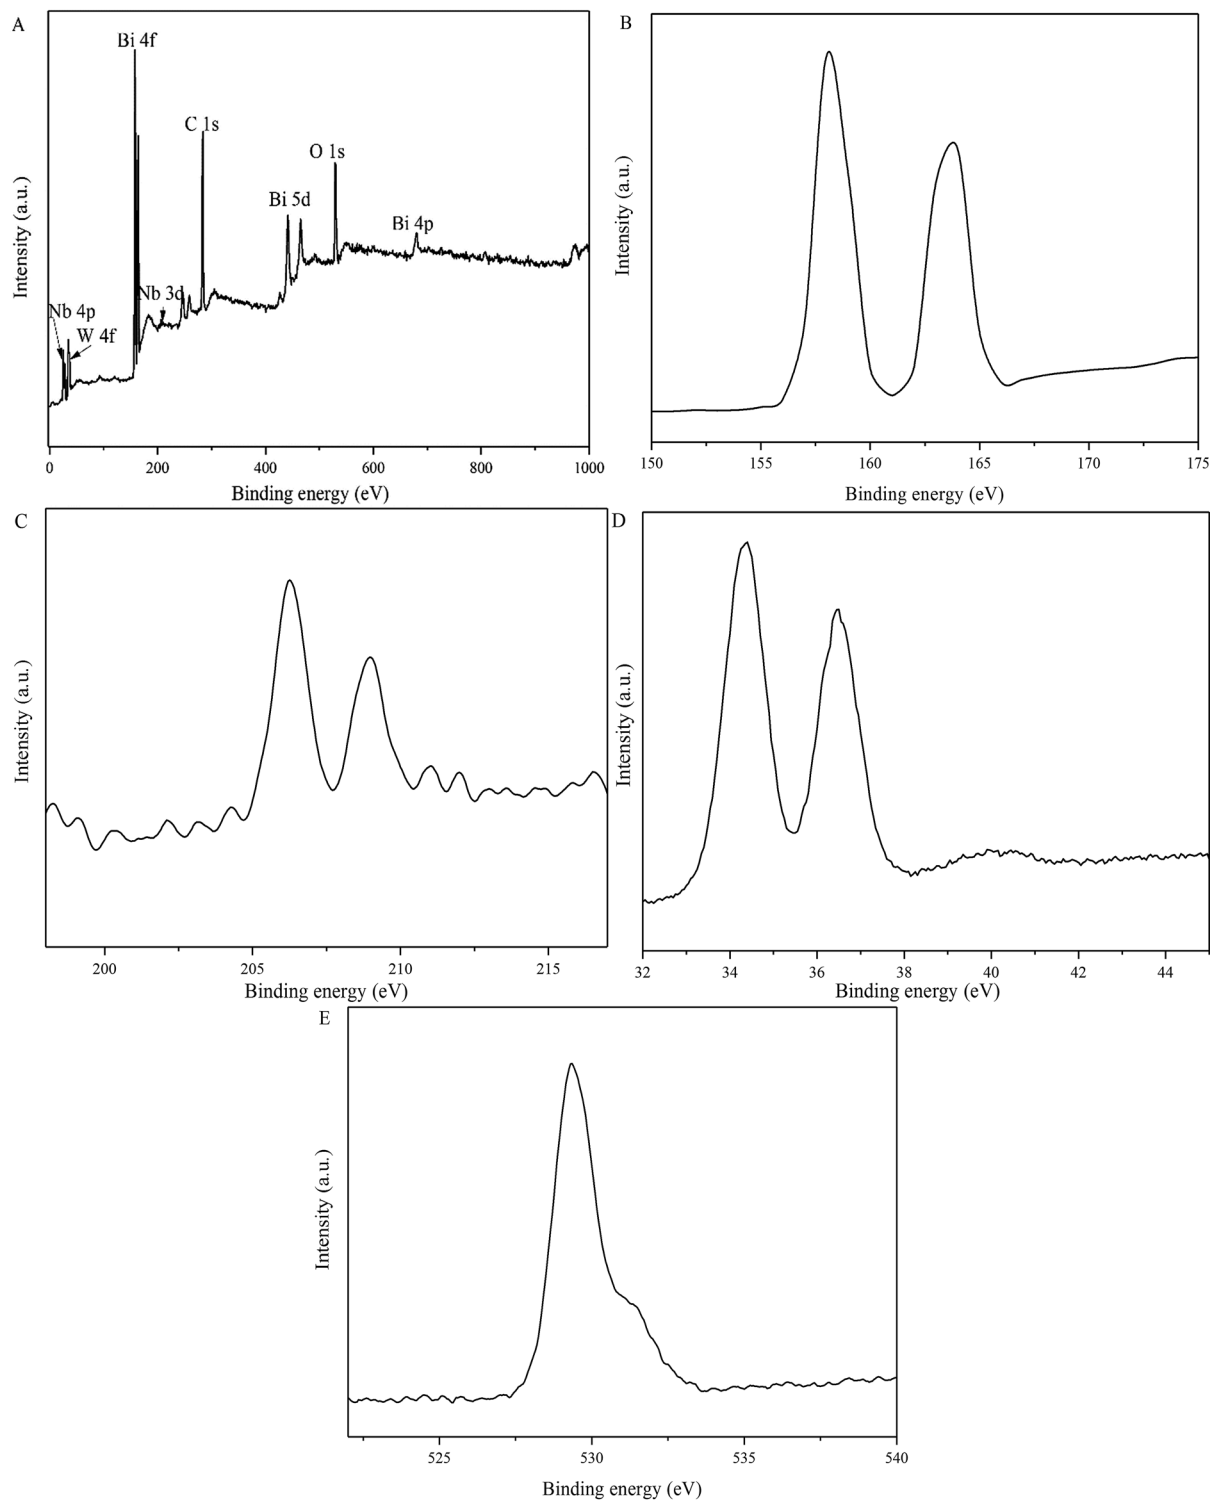 A
Bi 4f
C 1s
O 1s
Bi 5d
Bi 4p
Nb 3d
Nb 4p
W 4f
Intensity (a.u.)
0 200 400 600 800 1000
Binding energy (eV)
B
Intensity (a.u.)
150 155 160 165 170 175
Binding energy (eV)
C
Intensity (a.u.)
200 205 210 215
Binding energy (eV)
D
Intensity (a.u.)
32 34 36 38 40 42 44
Binding energy (eV)
E
Intensity (a.u.)
525 530 535 540
Binding energy (eV)